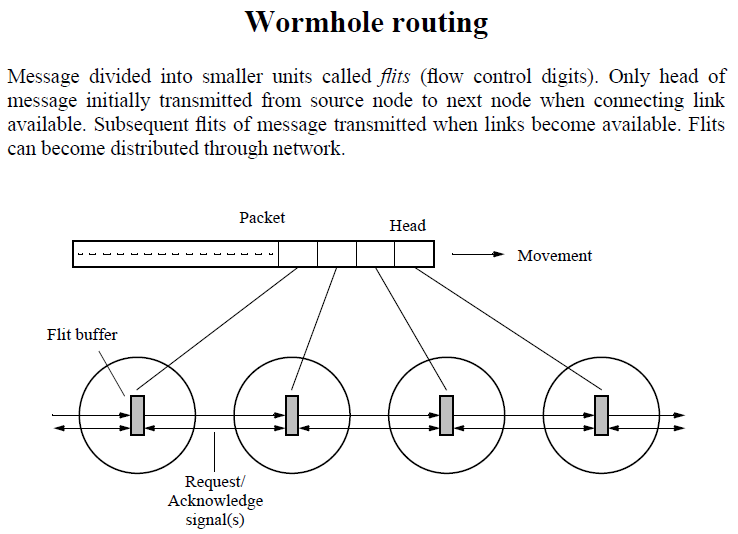 Wormhole routing
Message divided into smaller units called flits (flow control digits). Only head of
message initially transmitted from source node to next node when connecting link
available. Subsequent flits of message transmitted when links become available. Flits
can become distributed through network.
Packet
Head
Movement
Flit buffer
Request/
Acknowledge
signal(s)